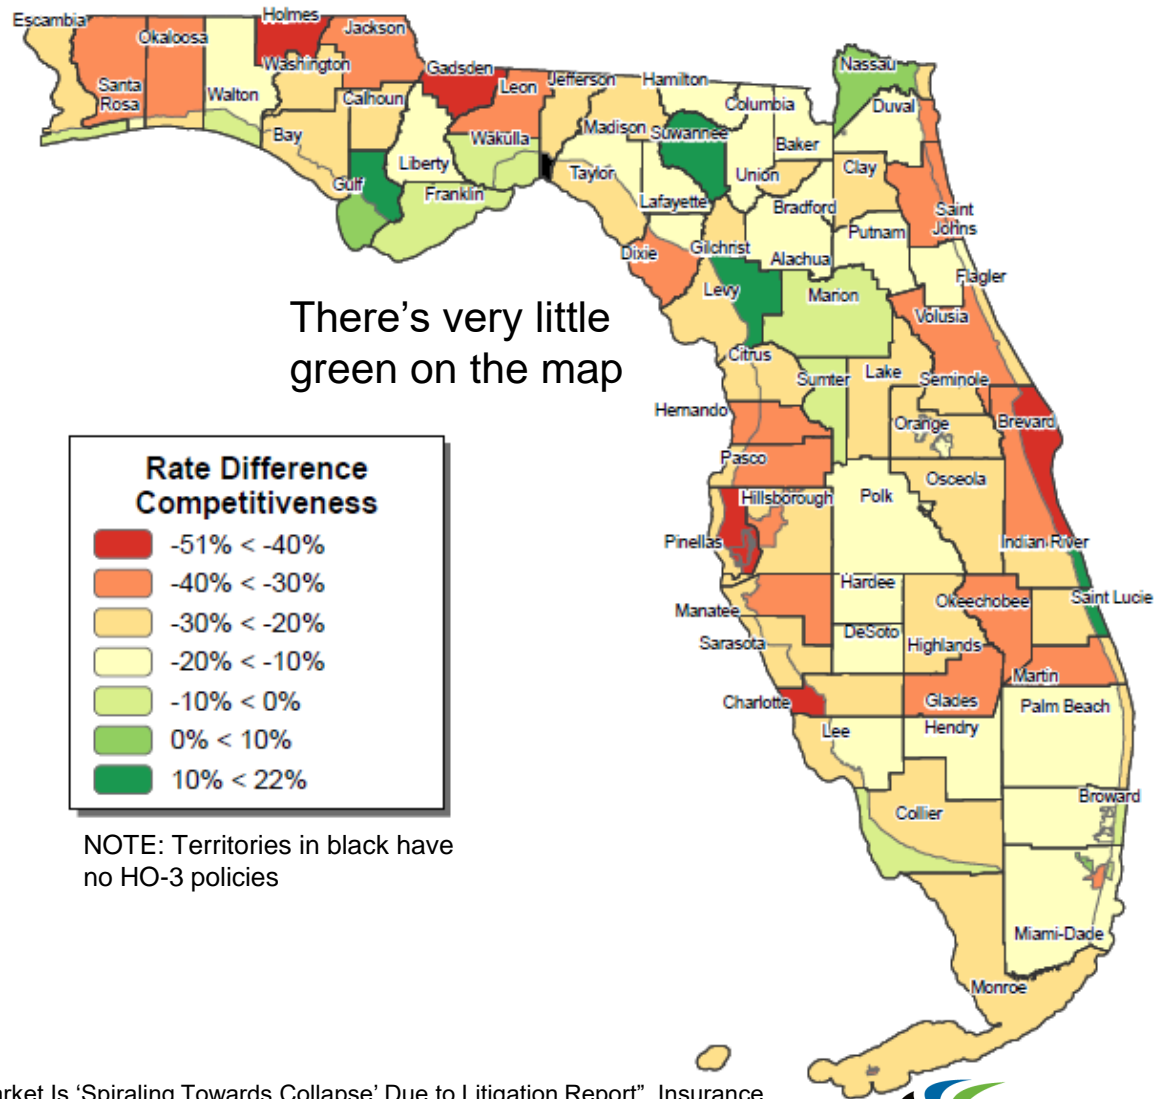 Escambia
Holmes
Okaloosa
Jackson
Washington
Gadsden
Santa
Rosa
Walton
Leon
Jefferson
Hamilton
Nassau
Calhoun
Columbia
Duval
Bay
Wakulla
Madison
Suwannee
Baker
Liberty
Taylor
Union
Clay
Gulf
Franklin
Lafayette
Bradford
Saint
Johns
Putnam
Dixie
Gilchrist
Alachua
Flagler
Levy
Marion
Volusia
There’s very little
green on the map
Citrus
Sumter
Lake
Seminole
Hernando
Orange
Brevard
Pasco
Osceola
Hillsborough
Polk
Pinellas
Indian River
Hardee
Manatee
Okeechobee
Saint Lucie
Sarasota
DeSoto
Highlands
Martin
Charlotte
Glades
Palm Beach
Lee
Hendry
Broward
Collier
Miami-Dade
Monroe
Rate Difference
Competitiveness
-51% < -40%
-40% < -30%
-30% < -20%
-20% < -10%
-10% < 0%
0% < 10%
10% < 22%
NOTE: Territories in black have
no HO-3 policies
arket Is ‘Spiraling Towards Collapse’ Due to Litigation Report”, Insurance